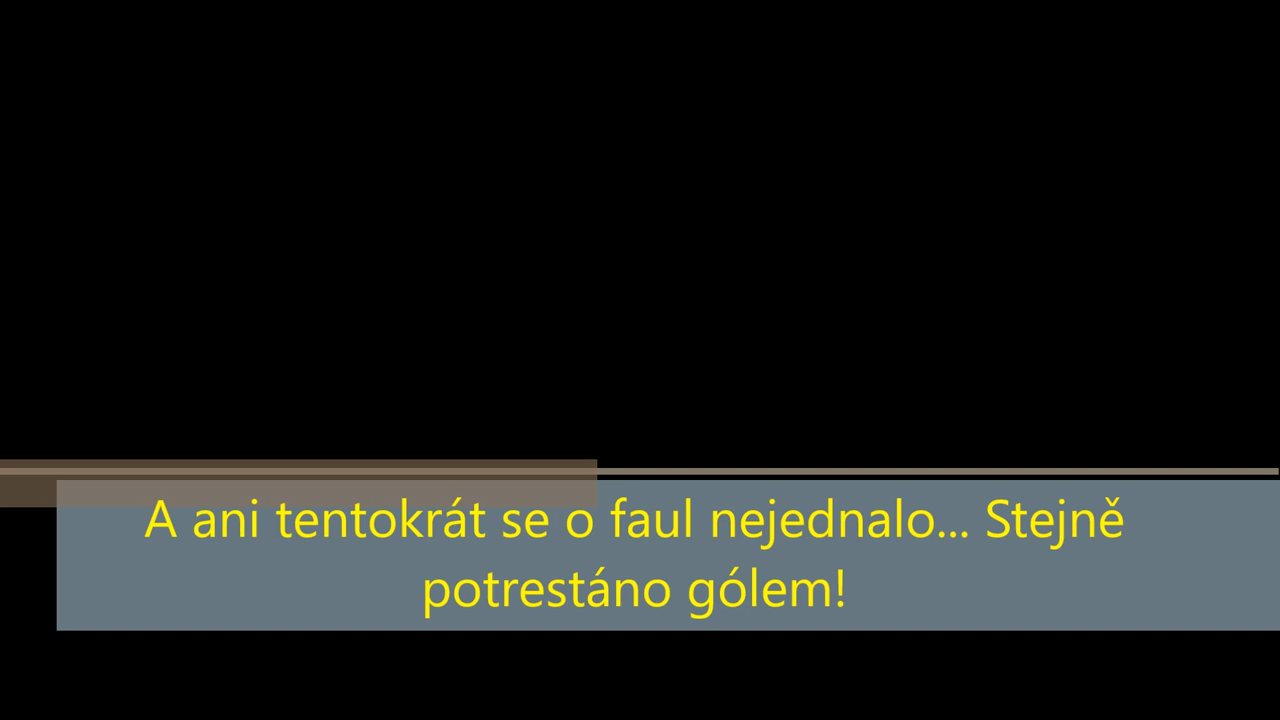 A ani tentokrát se o faul nejednalo... Stejně
potrestáno gólem!